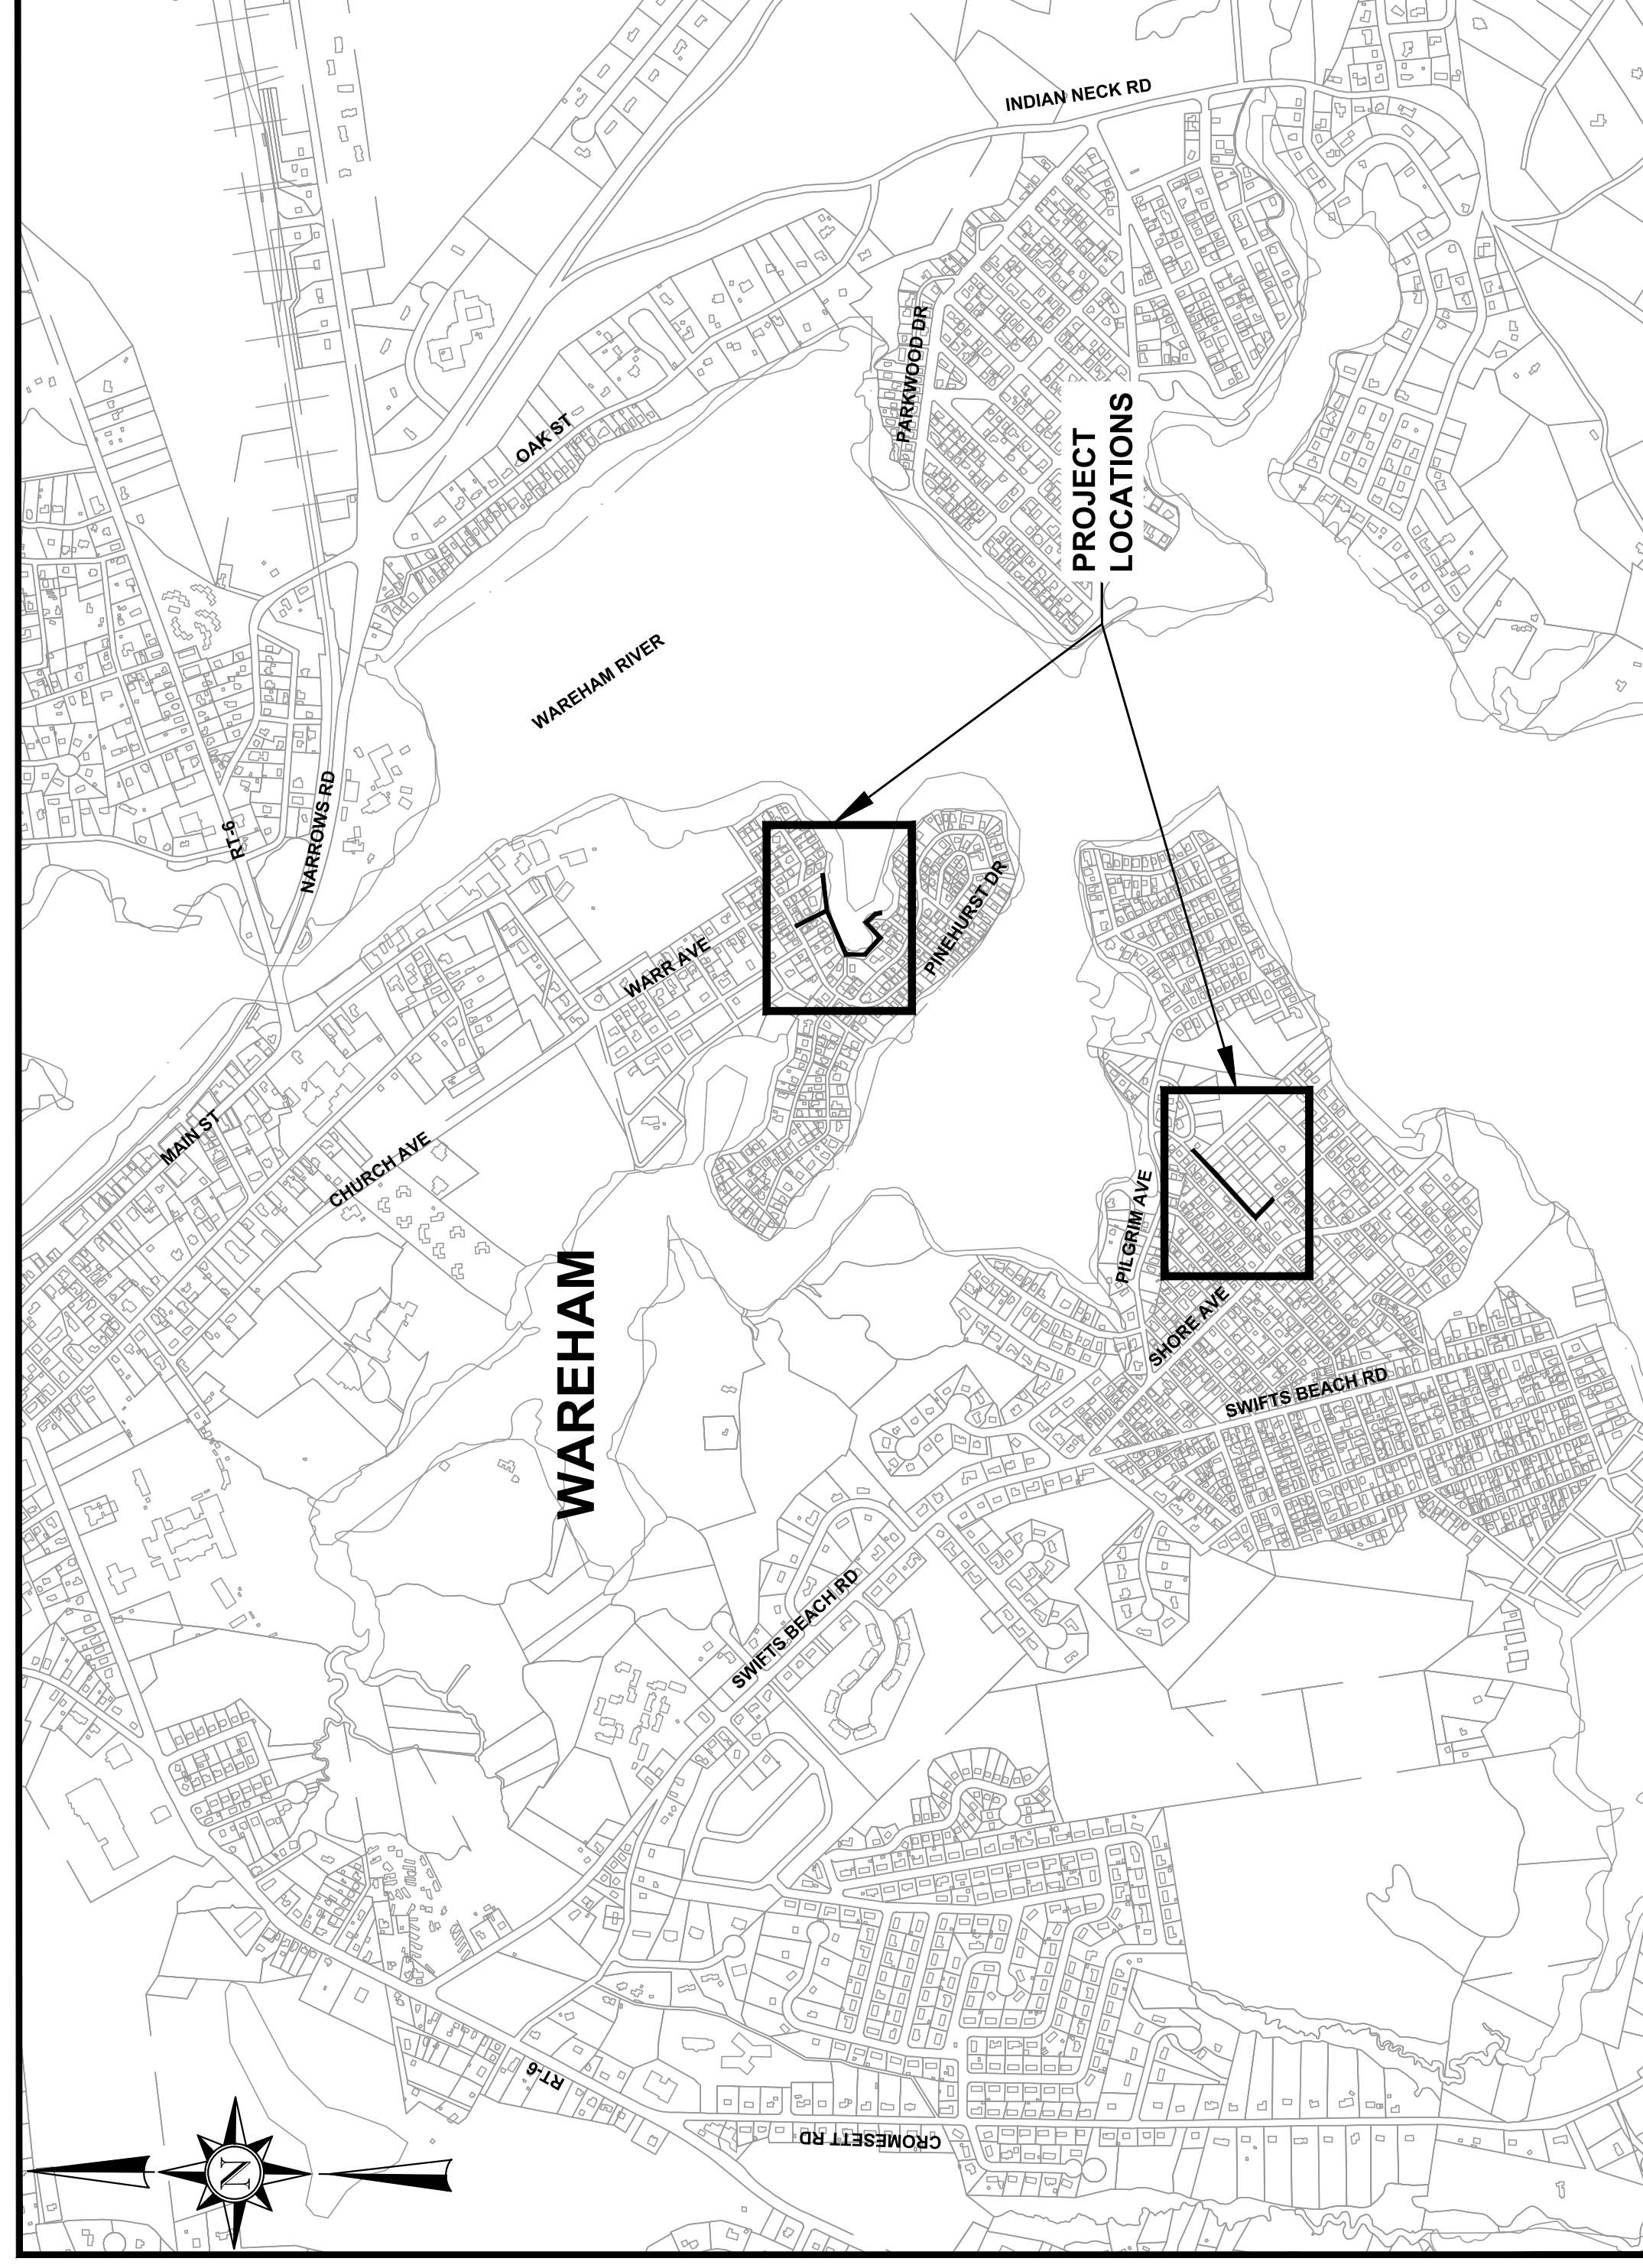 INDIAN NECK RD
PARKWOOD DR
OAK ST
PROJECT
LOCATIONS
WAREHAM RIVER
RT-6
NARROWS RD
WARR AVE
PINEHURST DR
MAIN ST
CHURCH AVE
PILGRIM AVE
SHORE AVE
WAREHAM
SWIFTS BEACH RD
SWIFTS BEACH RD
RT-6
CROMESETT RD
N